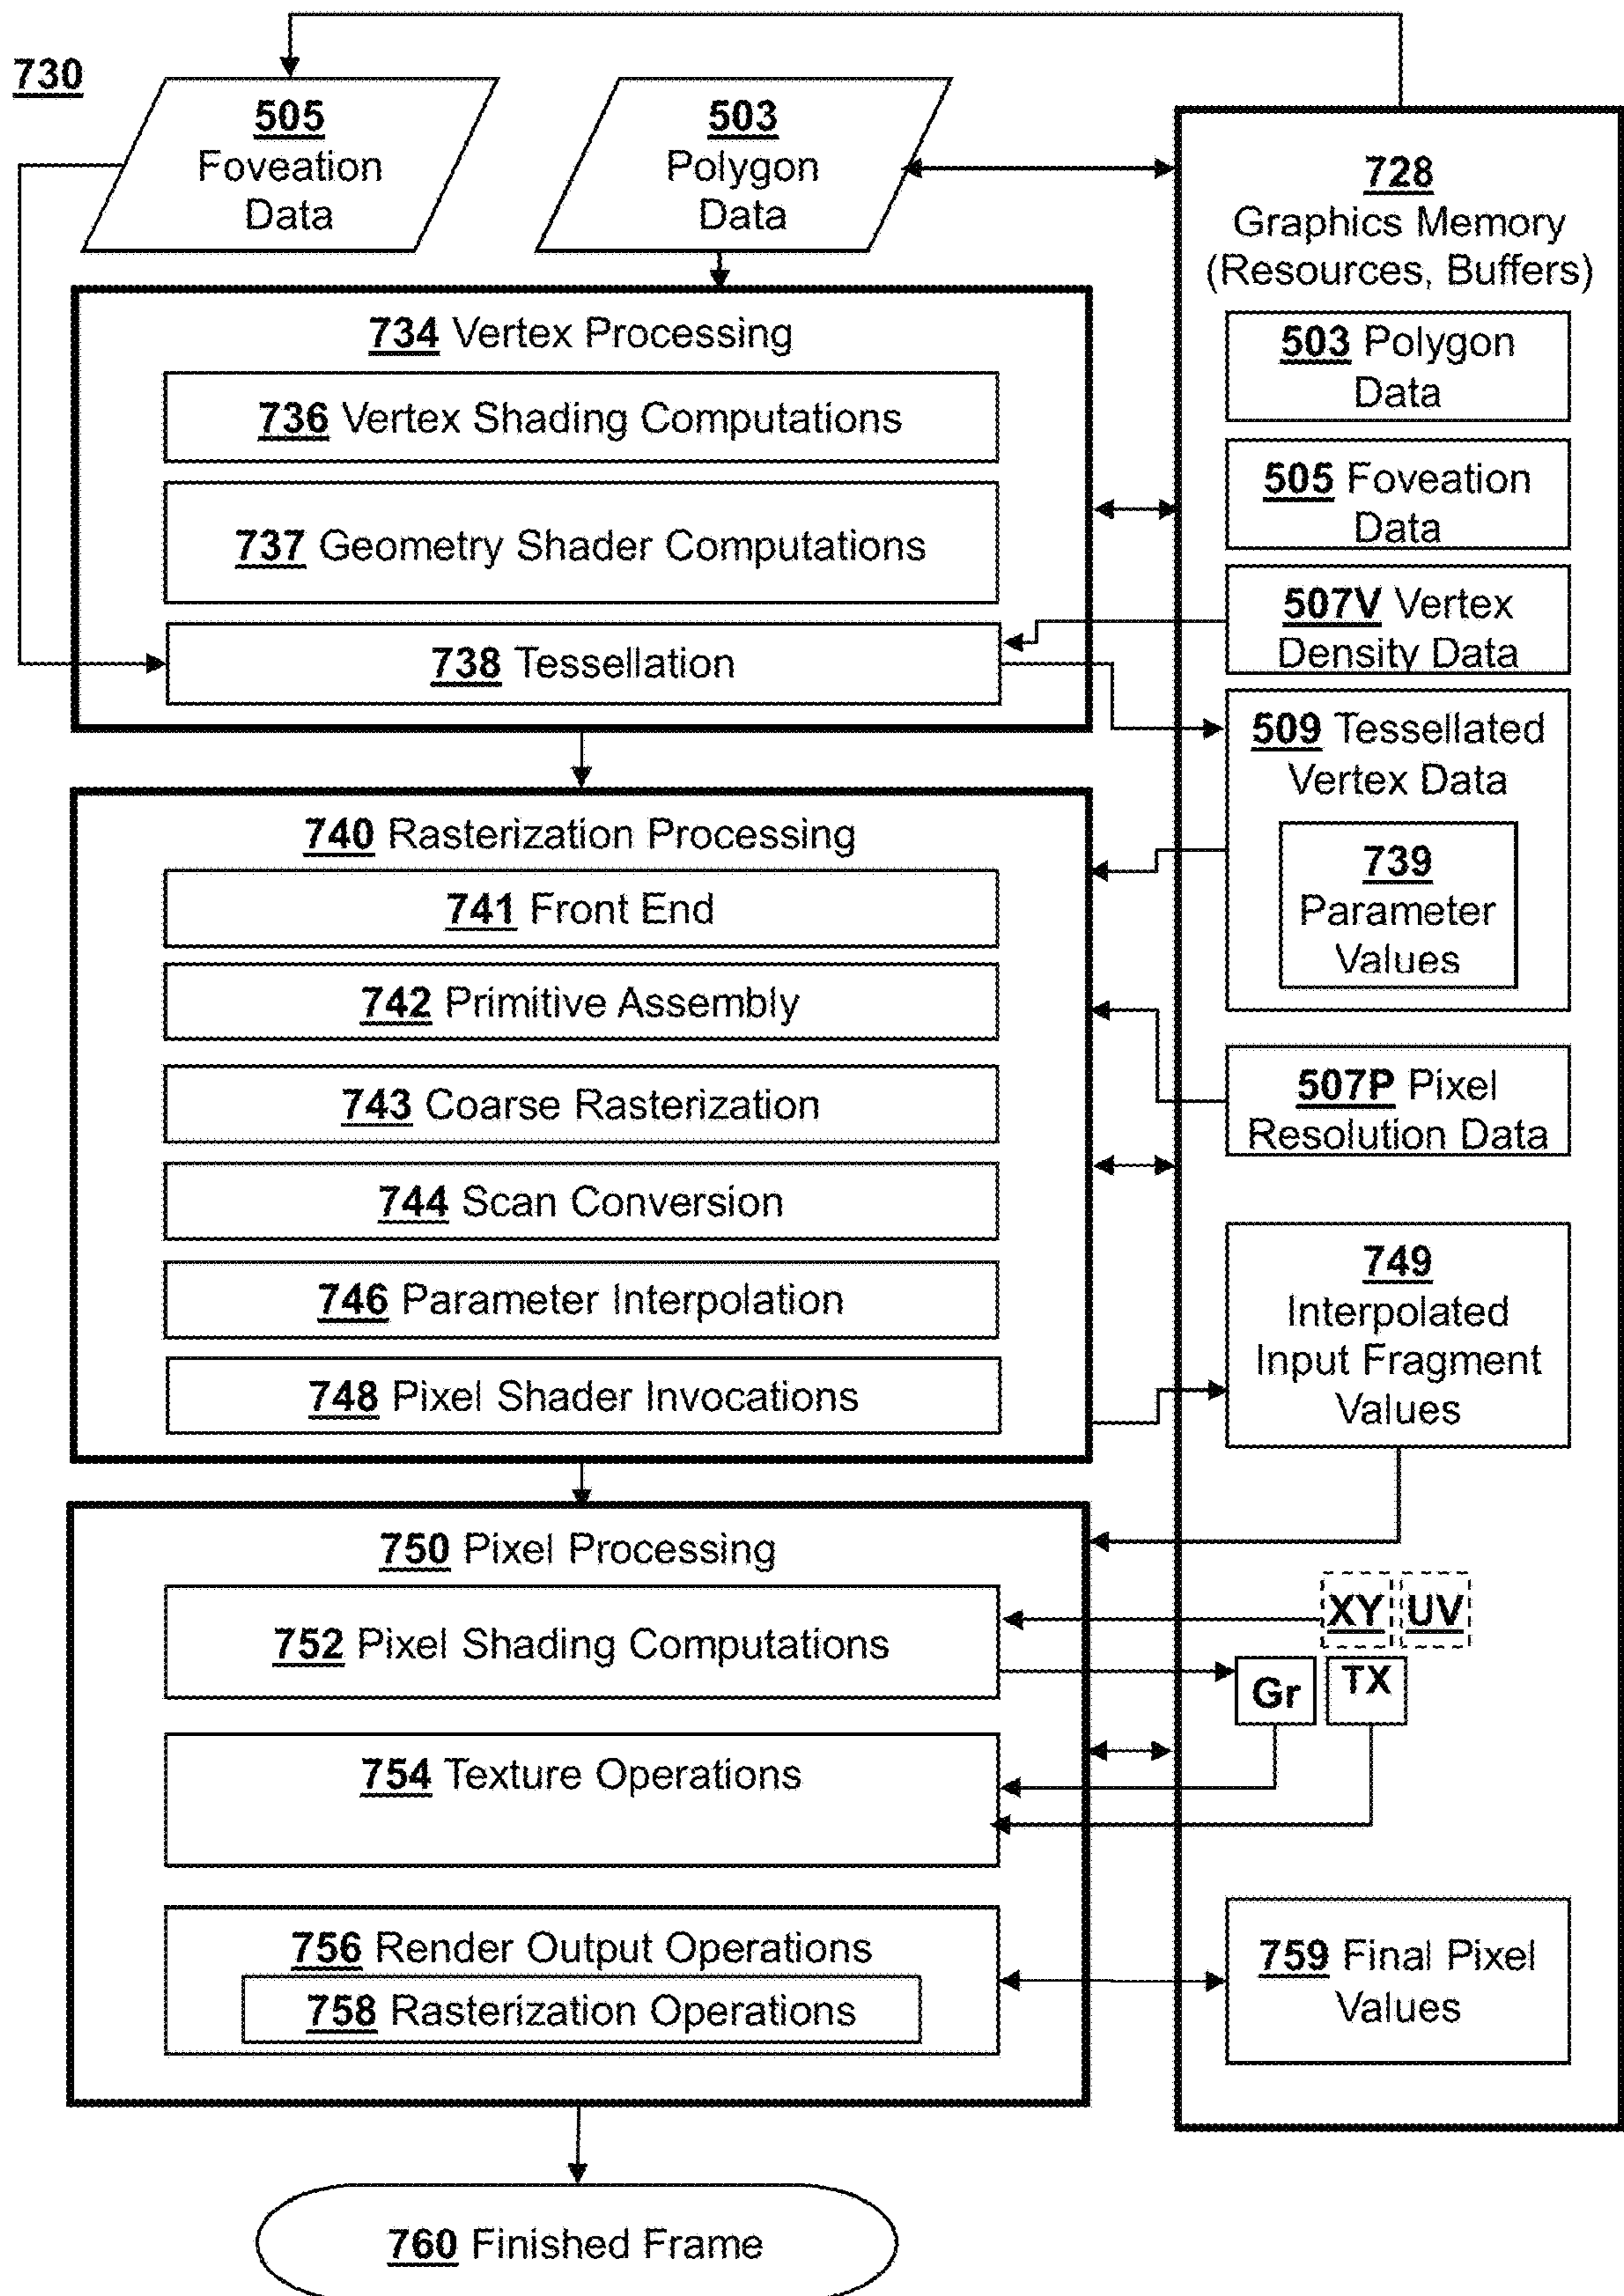 730
505
Foveation
Data
503
Polygon
Data
734 Vertex Processing
736 Vertex Shading Computations
737 Geometry Shader Computations
738 Tessellation
740 Rasterization Processing
741 Front End
742 Primitive Assembly
743 Coarse Rasterization
744 Scan Conversion
746 Parameter Interpolation
748 Pixel Shader Invocations
750 Pixel Processing
752 Pixel Shading Computations
754 Texture Operations
756 Render Output Operations
758 Rasterization Operations
760 Finished Frame
728
Graphics Memory
(Resources, Buffers)
503 Polygon
Data
505 Foveation
Data
507V Vertex
Density Data
509 Tessellated
Vertex Data
739
Parameter
Values
507P Pixel
Resolution Data
749
Interpolated
Input Fragment
Values
XY UV
Gr TX
759 Final Pixel
Values